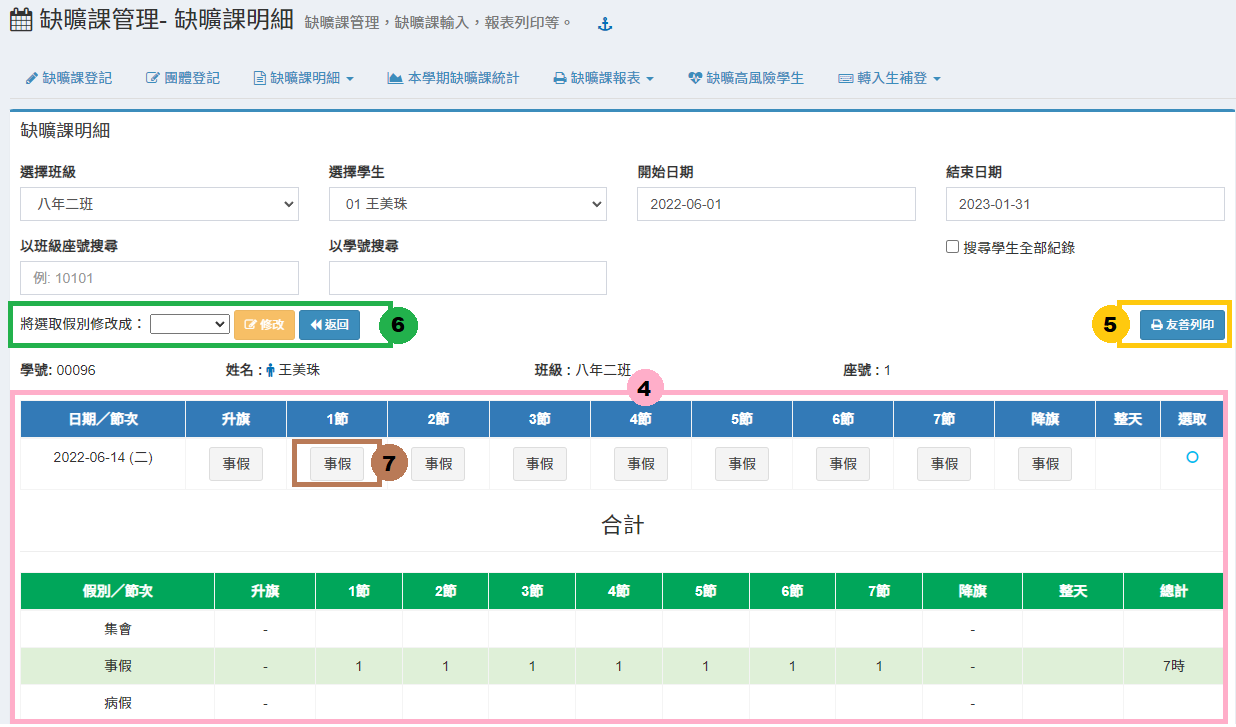 缺曠課管理- 缺曠課明細 缺曠課管理，缺曠課輸入，報表列印等。
缺曠課登記 團體登記 缺曠課明細 本學期缺曠課統計 缺曠課報表 缺曠高風險學生 轉入生補登
缺曠課明細
選擇班級 選擇學生 開始日期 結束日期
八年二班 01 王美珠 2022-06-01 2023-01-31
以班級座號搜尋 以學號搜尋 搜尋學生全部紀錄
例: 10101
將選取假別修改成： 修改 返回 6 5 友善列印
學號: 00096 姓名 : 王美珠 班級 : 八年二班 座號 : 1
4
日期／節次 升旗 1節 2節 3節 4節 5節 6節 7節 降旗 整天 選取
2022-06-14 (二) 事假 事假 7 事假 事假 事假 事假 事假 事假 事假
合計
假別／節次 升旗 1節 2節 3節 4節 5節 6節 7節 降旗 整天 總計
集會 - -
事假 - 1 1 1 1 1 1 1 - 7時
病假 - -